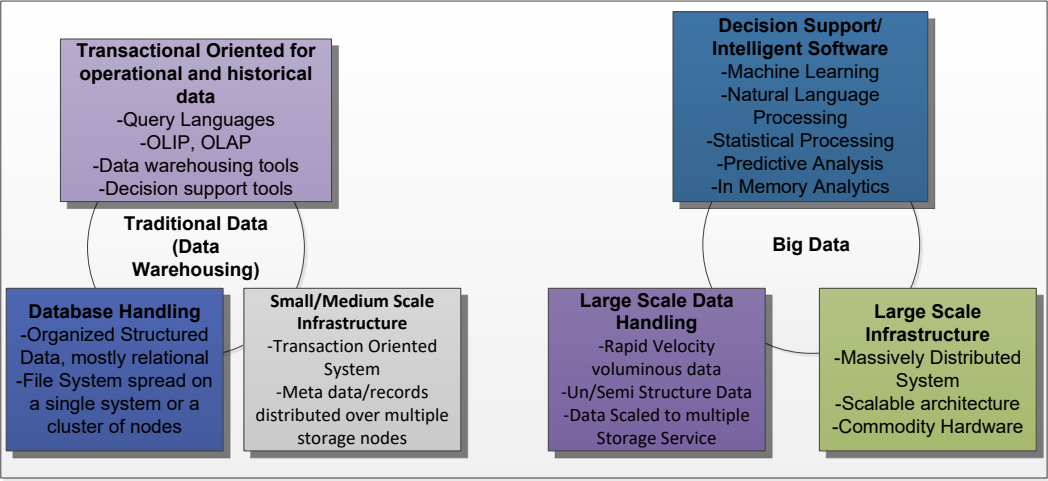 Transactional Oriented for
operational and historical
data
-Query Languages
-OLIP, OLAP
-Data warehousing tools
-Decision support tools
Traditional Data
(Data
Warehousing)
Database Handling
-Organized Structured
Data, mostly relational
-File System spread on
a single system or a
cluster of nodes
Small/Medium Scale
Infrastructure
-Transaction Oriented
System
-Meta data/records
distributed over multiple
storage nodes
Decision Support/
Intelligent Software
-Machine Learning
-Natural Language
Processing
-Statistical Processing
-Predictive Analysis
-In Memory Analytics
Big Data
Large Scale Data
Handling
-Rapid Velocity
voluminous data
-Un/Semi Structure Data
-Data Scaled to multiple
Storage Service
Large Scale
Infrastructure
-Massively Distributed
System
-Scalable architecture
-Commodity Hardware